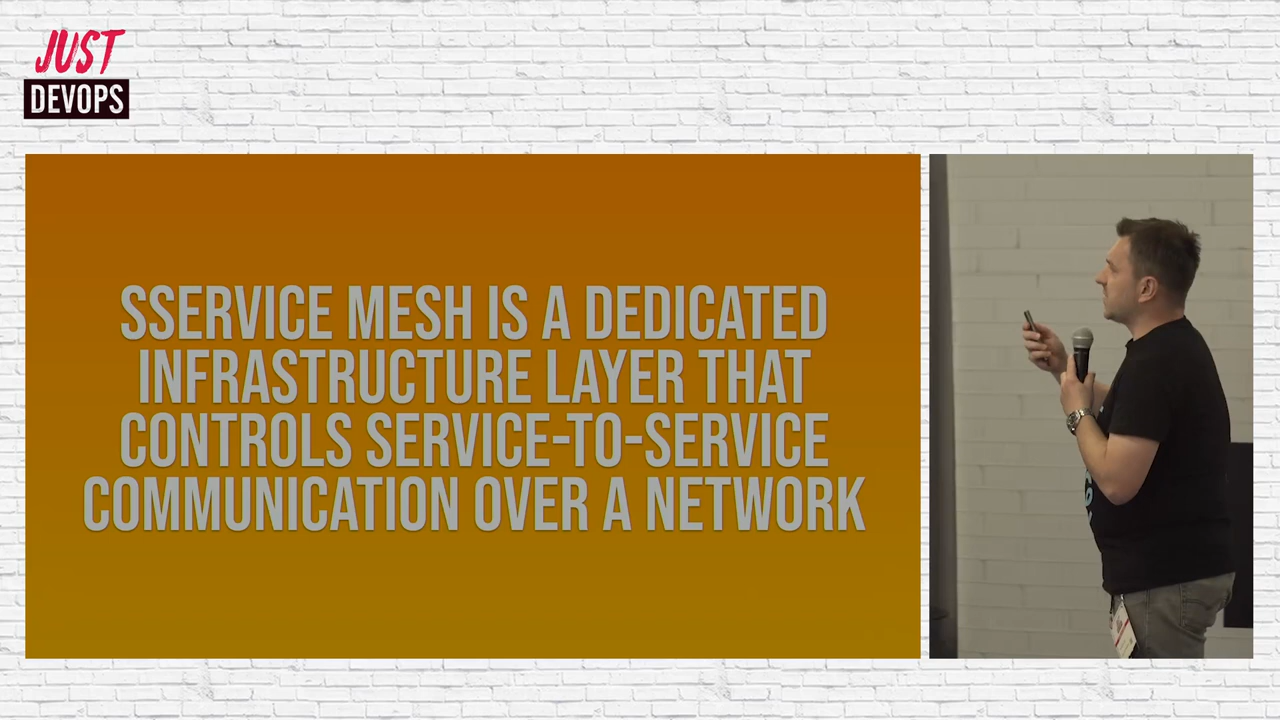 JUST
DEVOPS
SSERVICE MESH IS A DEDICATED
INFRASTRUCTURE LAYER THAT
CONTROLS SERVICE-TO-SERVICE
COMMUNICATION OVER A NETWORK